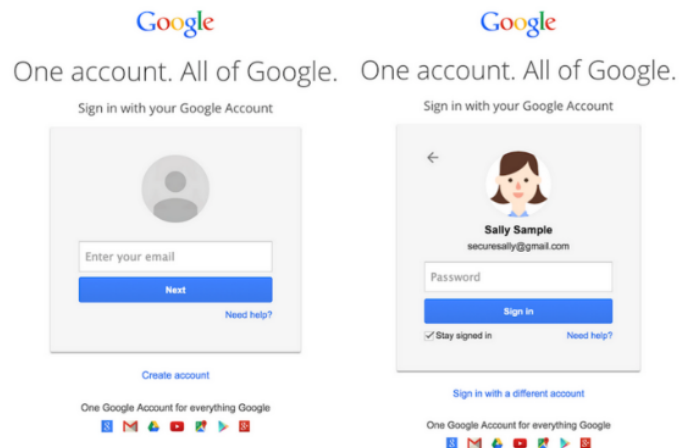 Google
One account. All of Google.
Sign in with your Google Account
Enter your email
Next
Need help?
Create account
One Google Account for everything Google
Google
One account. All of Google.
Sign in with your Google Account
Sally Sample
securesally@gmail.com
Password
Sign in
Stay signed in
Need help?
Sign in with a different account
One Google Account for everything Google